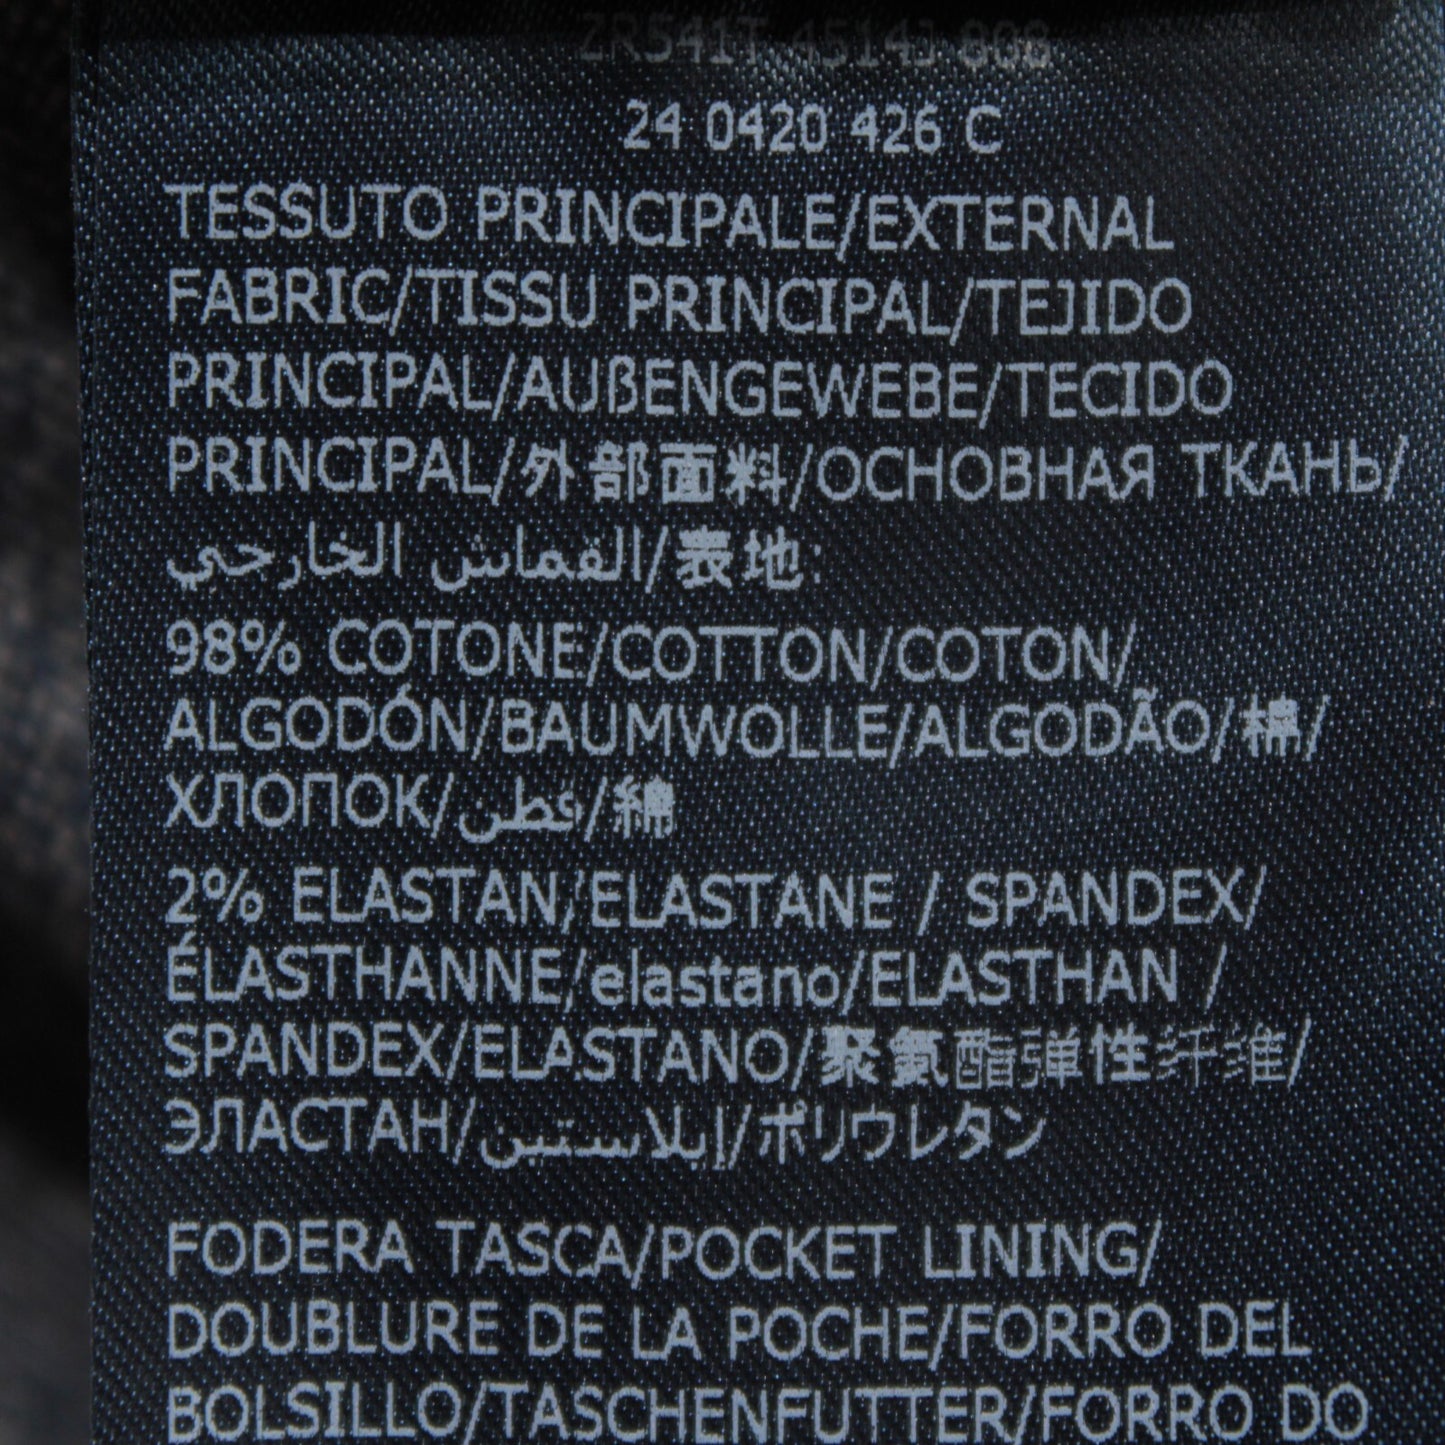 ZR541T 4514J 808
24 0420 426 C
TESSUTO PRINCIPALE/EXTERNAL
FABRIC/TISSU PRINCIPAL/TEJIDO
PRINCIPAL/AUßENGEWEBE/TECIDO
PRINCIPAL/外部面料/ОСНОВНАЯ ТКАНЬ/
القماش الخارجي/表地:
98% COTONE/COTTON/COTON/
ALGODÓN/BAUMWOLLE/ALGODÃO/棉/
ХЛОПОК/قطن/綿
2% ELASTAN/ELASTANE / SPANDEX/
ÉLASTHANNE/elastano/ELASTHAN /
SPANDEX/ELASTANO/聚氨酯弹性纤维/
ЭЛАСТАН/إيلاستين/ポリウレタン
FODERA TASCA/POCKET LINING/
DOUBLURE DE LA POCHE/FORRO DEL
BOLSILLO/TASCHENFUTTER/FORRO DO